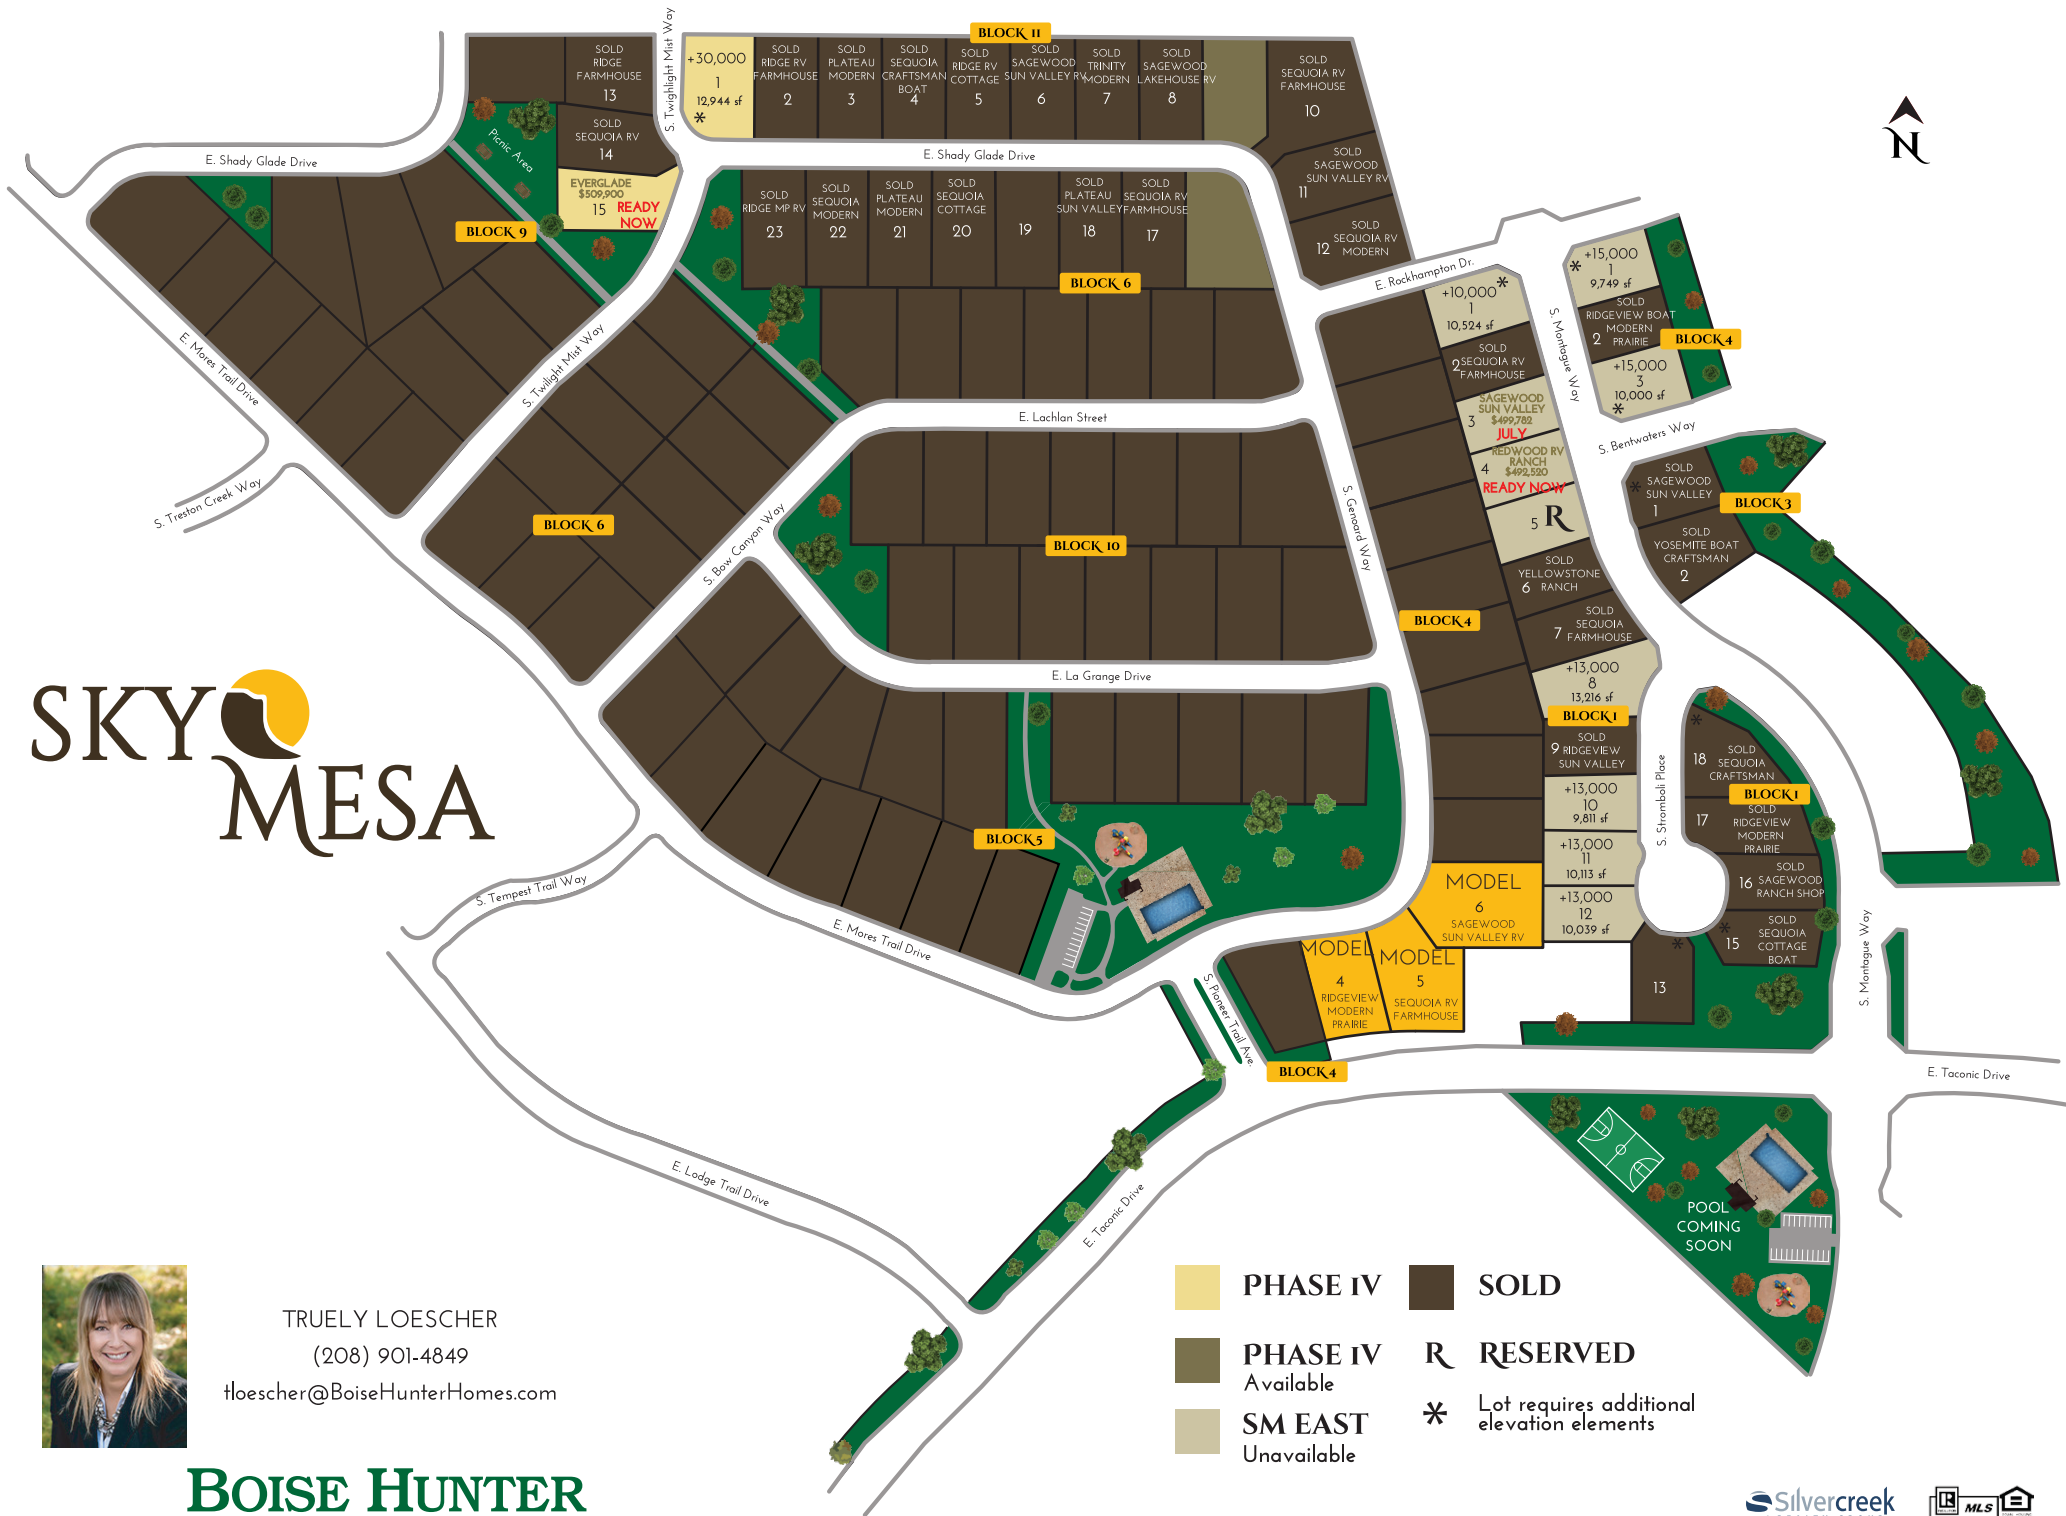 BLOCK 11
S. Twighlight Mist Way
SOLD
RIDGE
FARMHOUSE
13
+30,000
1
12,944 sf
*
SOLD
RIDGE RV
FARMHOUSE
2
SOLD
PLATEAU
MODERN
3
SOLD
SEQUOIA
CRAFTSMAN
BOAT
4
SOLD
RIDGE RV
COTTAGE
5
SOLD
SAGEWOOD
SUN VALLEY RV
6
SOLD
TRINITY
MODERN
7
SOLD
SAGEWOOD
LAKEHOUSE RV
8
SOLD
SEQUOIA RV
FARMHOUSE
10
N
Picnic Area
SOLD
SEQUOIA RV
14
E. Shady Glade Drive
E. Shady Glade Drive
SOLD
SAGEWOOD
SUN VALLEY RV
11
EVERGLADE
$509,900
15 READY
NOW
BLOCK 9
SOLD
RIDGE MP RV
23
SOLD
SEQUOIA
MODERN
22
SOLD
PLATEAU
MODERN
21
SOLD
SEQUOIA
COTTAGE
20
19
SOLD
PLATEAU
SUN VALLEY
18
SOLD
SEQUOIA RV
FARMHOUSE
17
SOLD
12 SEQUOIA RV
MODERN
BLOCK 6
E. Rockhampton Dr.
+10,000 *
1
10,524 sf
+15,000
* 1
9,749 sf
SOLD
RIDGEVIEW BOAT
MODERN
2 PRAIRIE
BLOCK 4
+15,000
3
10,000 sf
*
S. Montague Way
SOLD
2 SEQUOIA RV
FARMHOUSE
SAGEWOOD
SUN VALLEY
3 $499,782
JULY
REDWOOD RV
RANCH
4 $492,520
READY NOW
5 R
S. Bentwaters Way
SOLD
SAGEWOOD
* SUN VALLEY
1
BLOCK 3
SOLD
YOSEMITE BOAT
CRAFTSMAN
2
E. Mores Trail Drive
S. Twilight Mist Way
E. Lachlan Street
S. Treston Creek Way
BLOCK 6
S. Bow Canyon Way
BLOCK 10
S. Genoard Way
SOLD
YELLOWSTONE
6 RANCH
BLOCK 4
SOLD
SEQUOIA
7 FARMHOUSE
+13,000
8
13,216 sf
E. La Grange Drive
SKY
MESA
BLOCK 1
SOLD
9 RIDGEVIEW
SUN VALLEY
S. Stromboli Place
*
18 SOLD
SEQUOIA
CRAFTSMAN
BLOCK 1
+13,000
10
9,811 sf
17
SOLD
RIDGEVIEW
MODERN
PRAIRIE
+13,000
11
10,113 sf
SOLD
16 SAGEWOOD
RANCH SHOP
+13,000
12
10,039 sf
*
15
SOLD
SEQUOIA
COTTAGE
BOAT
*
13
BLOCK 5
MODEL
6
SAGEWOOD
SUN VALLEY RV
MODEL
4
RIDGEVIEW
MODERN
PRAIRIE
MODEL
5
SEQUOIA RV
FARMHOUSE
S. Tempest Trail Way
E. Mores Trail Drive
S. Pioneer Trail Ave.
S. Montague Way
BLOCK 4
E. Taconic Drive
E. Lodge Trail Drive
E. Taconic Drive
POOL
COMING
SOON
PHASE IV
SOLD
PHASE IV
Available
R RESERVED
SM EAST
Unavailable
* Lot requires additional
elevation elements
TRUELY LOESCHER
(208) 901-4849
tloescher@BoiseHunterHomes.com
BOISE HUNTER
Silvercreek
R MLS